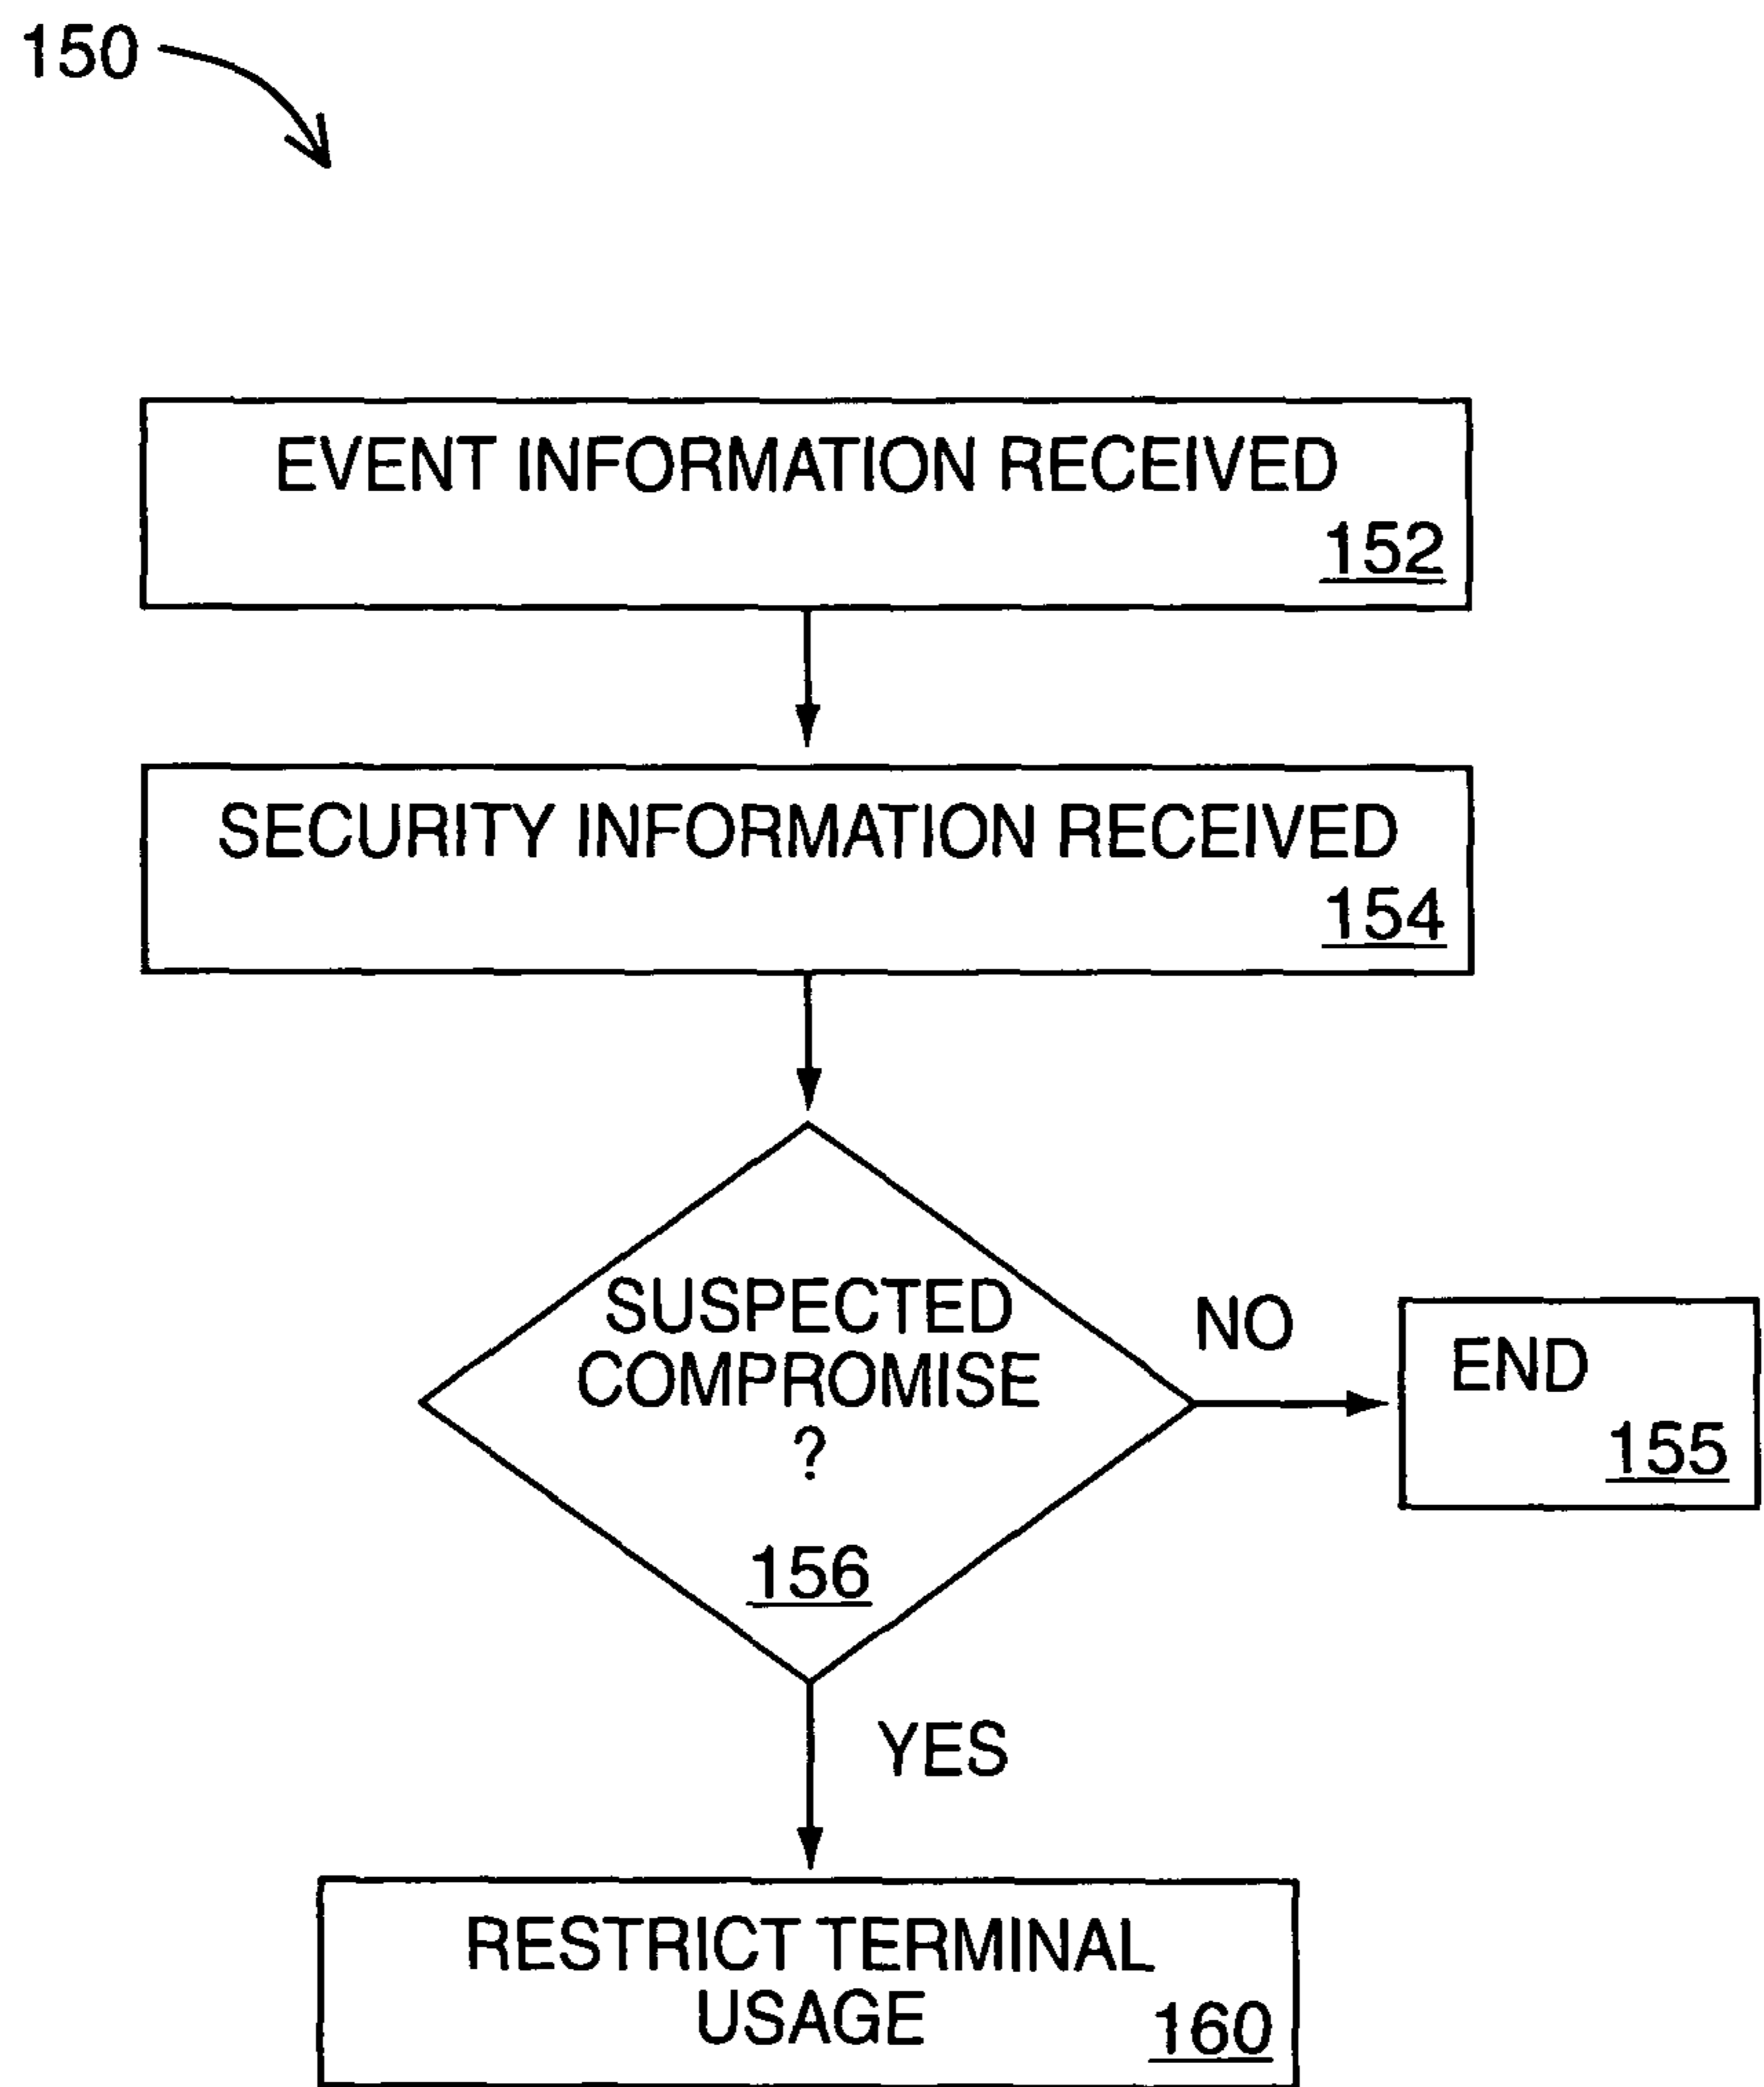 150
EVENT INFORMATION RECEIVED
152
SECURITY INFORMATION RECEIVED
154
SUSPECTED
COMPROMISE
?
156
NO
END
155
YES
RESTRICT TERMINAL
USAGE
160